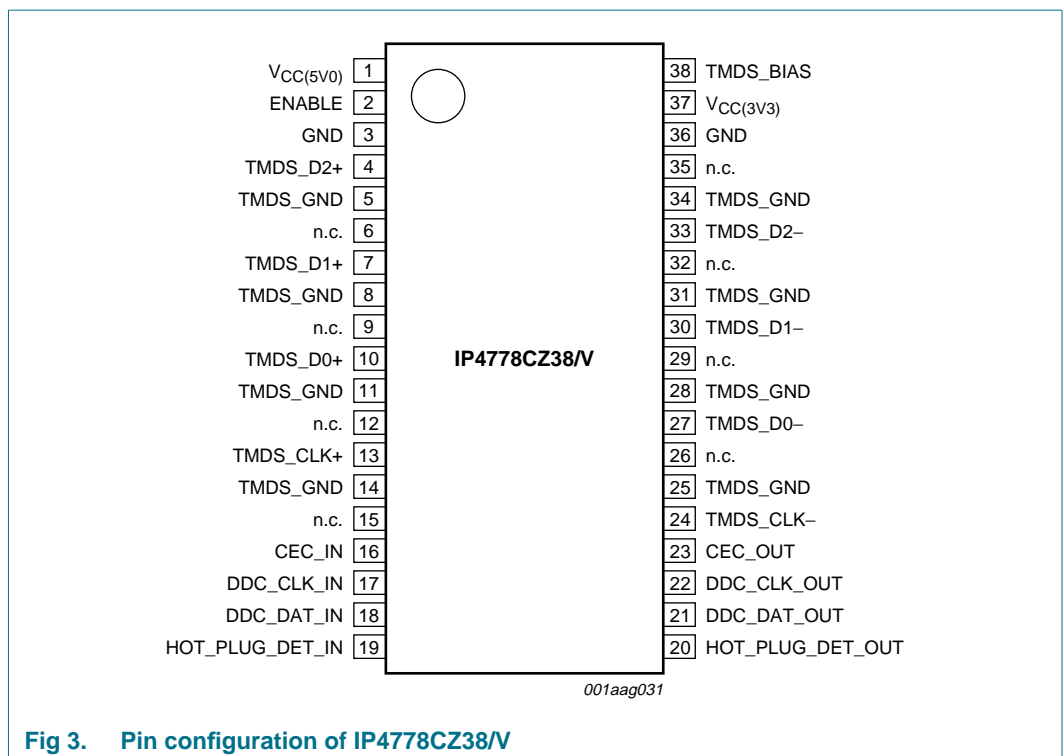 VCC(5V0) 1 38 TMDS_BIAS
ENABLE 2 37 VCC(3V3)
GND 3 36 GND
TMDS_D2+ 4 35 n.c.
TMDS_GND 5 34 TMDS_GND
n.c. 6 33 TMDS_D2−
TMDS_D1+ 7 32 n.c.
TMDS_GND 8 31 TMDS_GND
n.c. 9 30 TMDS_D1−
TMDS_D0+ 10 IP4778CZ38/V 29 n.c.
TMDS_GND 11 28 TMDS_GND
n.c. 12 27 TMDS_D0−
TMDS_CLK+ 13 26 n.c.
TMDS_GND 14 25 TMDS_GND
n.c. 15 24 TMDS_CLK−
CEC_IN 16 23 CEC_OUT
DDC_CLK_IN 17 22 DDC_CLK_OUT
DDC_DAT_IN 18 21 DDC_DAT_OUT
HOT_PLUG_DET_IN 19 20 HOT_PLUG_DET_OUT
001aag031
Fig 3. Pin configuration of IP4778CZ38/V